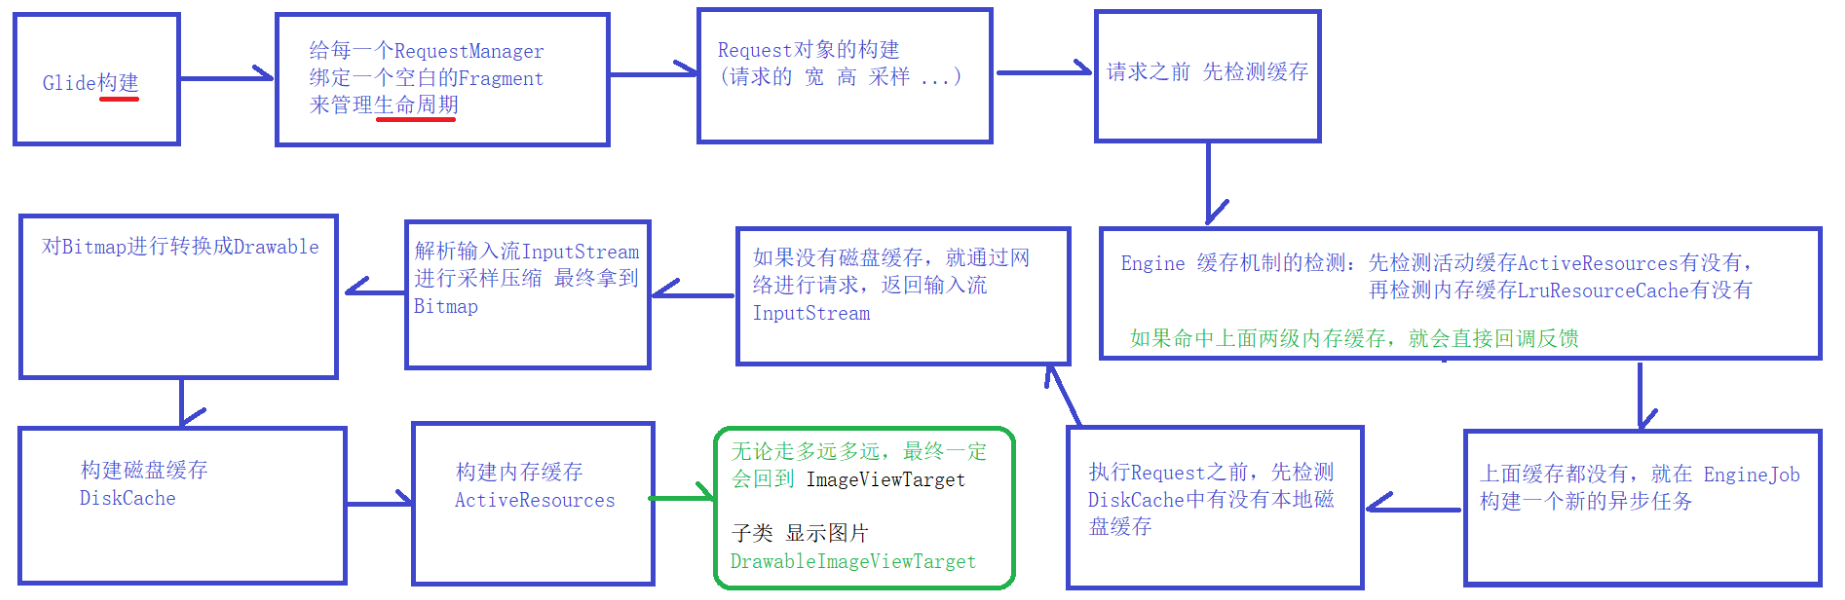 Glide构建
给每一个RequestManager
绑定一个空白的Fragment
来管理生命周期
Request对象的构建
(请求的 宽 高 采样 ...)
请求之前 先检测缓存
Engine 缓存机制的检测：先检测活动缓存ActiveResources有没有，
再检测内存缓存LruResourceCache有没有
如果命中上面两级内存缓存，就会直接回调反馈
上面缓存都没有，就在 EngineJob
构建一个新的异步任务
执行Request之前，先检测
DiskCache中有没有本地磁
盘缓存
如果没有磁盘缓存，就通过网
络进行请求，返回输入流
InputStream
解析输入流InputStream
进行采样压缩 最终拿到
Bitmap
对Bitmap进行转换成Drawable
构建磁盘缓存
DiskCache
构建内存缓存
ActiveResources
无论走多远多远，最终一定
会回到 ImageViewTarget
子类 显示图片
DrawableImageViewTarget